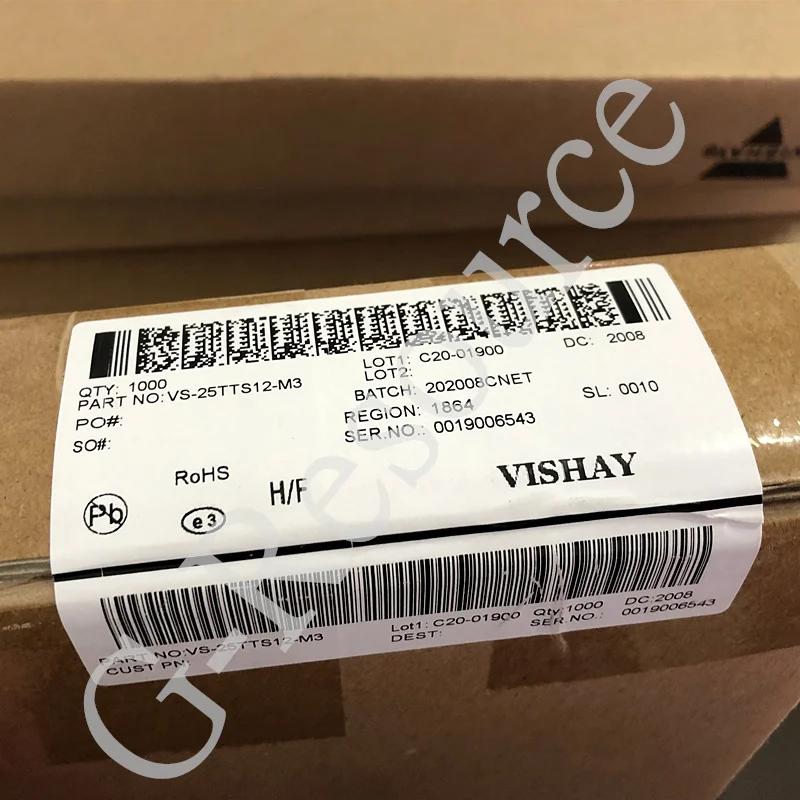 QTY: 1000
PART NO:VS-25TTS12-M3
PO#:
SO#:
LOT1: C20-01900
LOT2:
BATCH: 202008CNET
REGION: 1864
SER.NO.: 0019006543
DC: 2008
SL: 0010
RoHS
Pb
e3
H/F
VISHAY
PART NO:VS-25TTS12-M3
CUST PN:
Lot1: C20-01900
DEST:
Qty:1000
SER.NO.:
DC:2008
0019006543
G-Resource